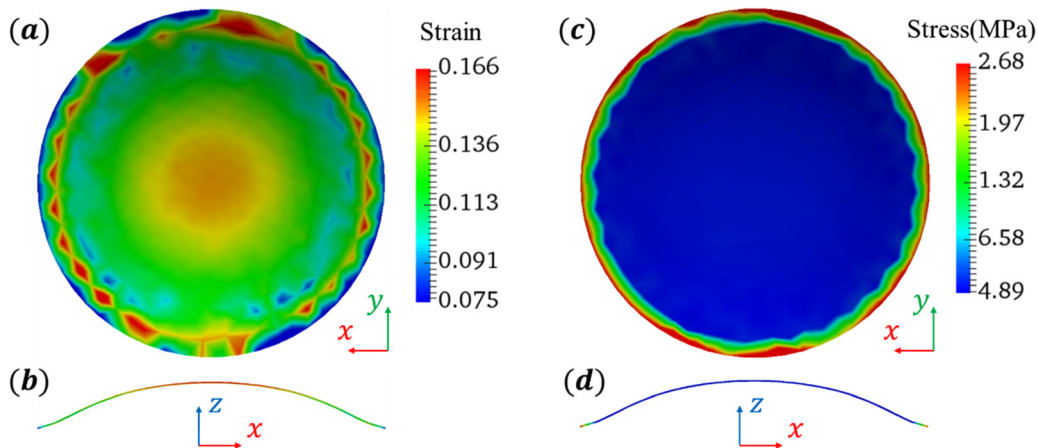 (a)
Strain
0.166
0.136
0.113
0.091
0.075
y
x
(b)
z
x
(c)
Stress(MPa)
2.68
1.97
1.32
6.58
4.89
y
x
(d)
z
x